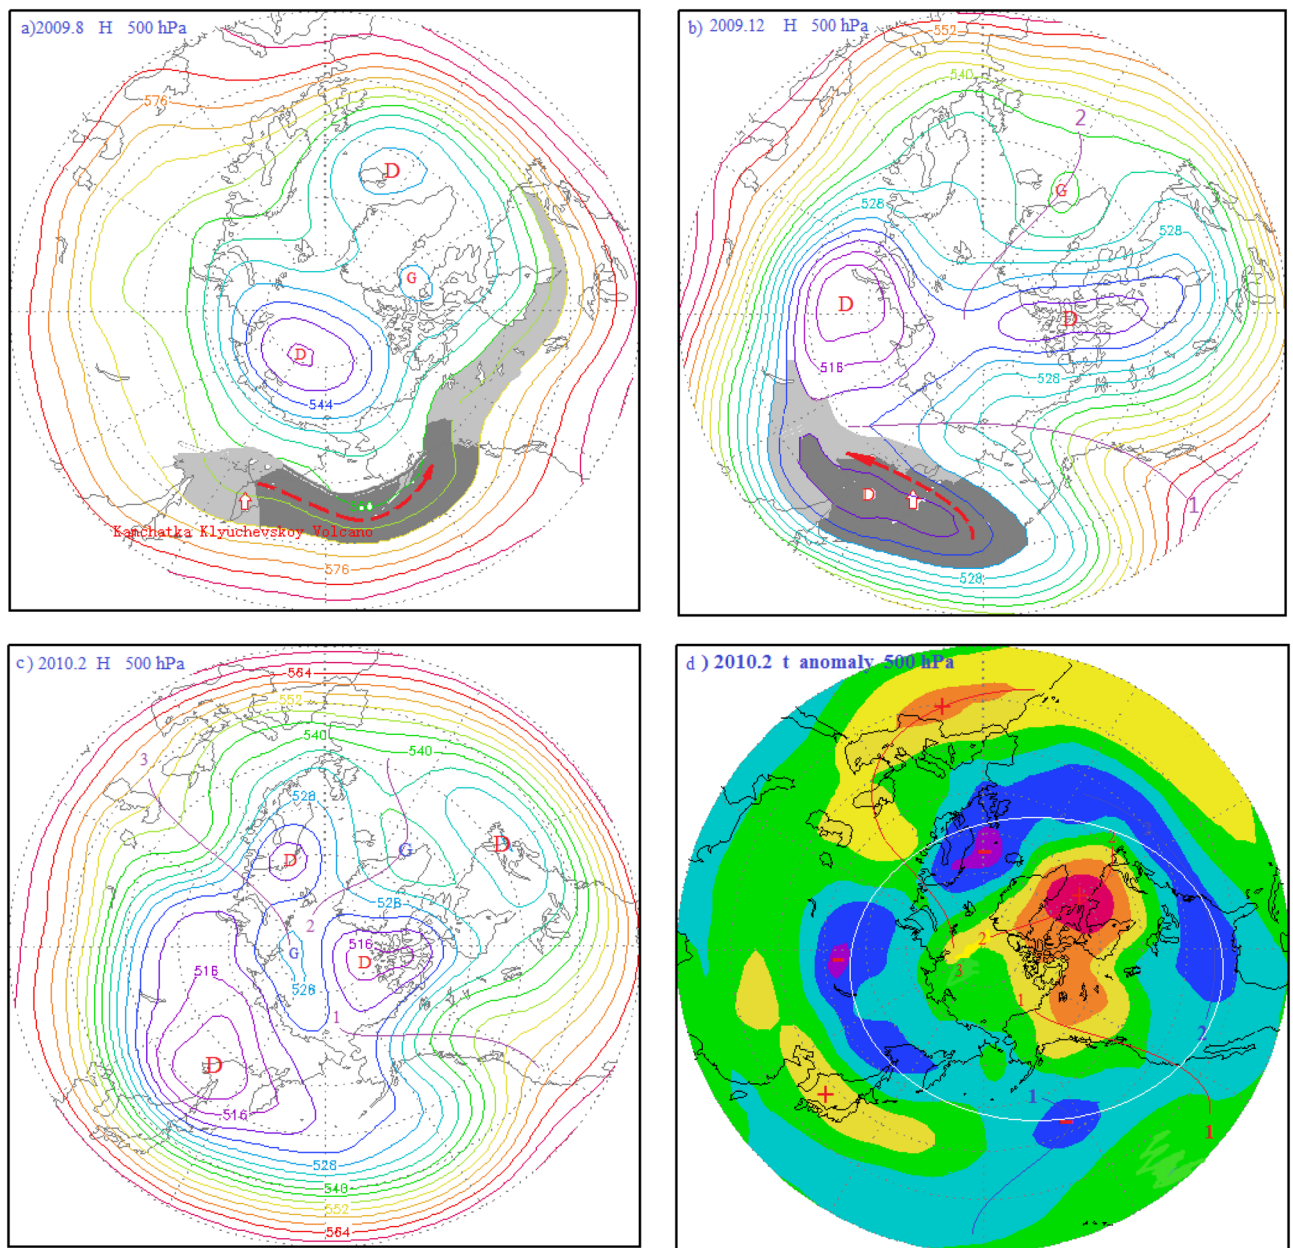 a)2009.8 H 500 hPa
576
D
G
D
544
Kamchatka Klyuchevskoy Volcano
576
b) 2009.12 H 500 hPa
552
540
2
G
528
528
D
D
516
528
D
1
528
c ) 2010.2 H 500 hPa
564
552
540
540
3
528
D
G
D
528
2
516
G
516
D
528
1
D
516
528
540
552
564
d ) 2010.2 t anomaly 500 hPa
+
2
-
2
-
3
1
2
1
+
-
1